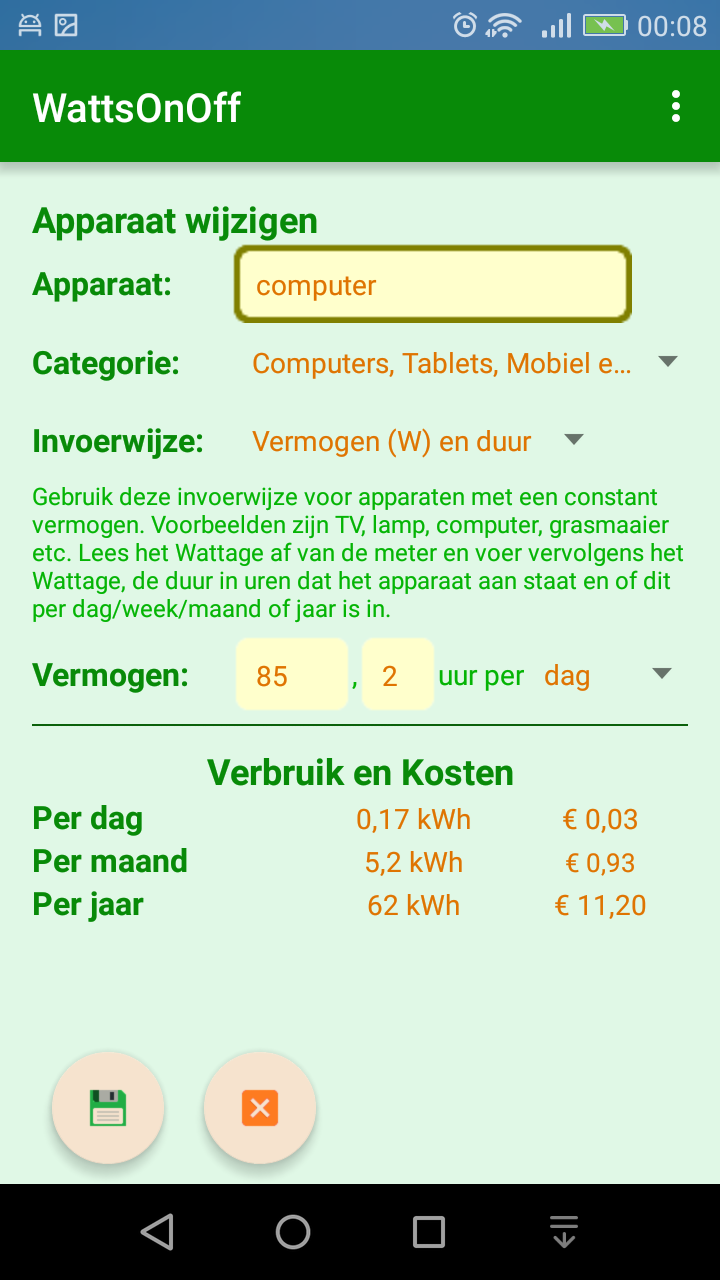 00:08
WattsOnOff
Apparaat wijzigen
Apparaat: computer
Categorie: Computers, Tablets, Mobiel e...
Invoerwijze: Vermogen (W) en duur
Gebruik deze invoerwijze voor apparaten met een constant
vermogen. Voorbeelden zijn TV, lamp, computer, grasmaaier
etc. Lees het Wattage af van de meter en voer vervolgens het
Wattage, de duur in uren dat het apparaat aan staat en of dit
per dag/week/maand of jaar is in.
Vermogen: 85 , 2 uur per dag
Verbruik en Kosten
Per dag 0,17 kWh € 0,03
Per maand 5,2 kWh € 0,93
Per jaar 62 kWh € 11,20